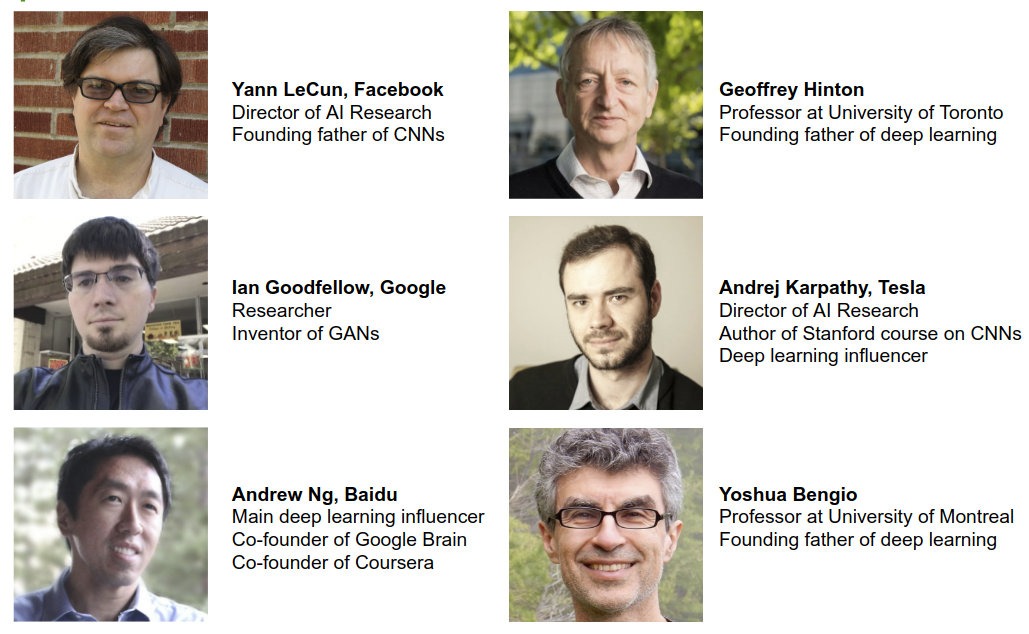 Yann LeCun, Facebook
Director of AI Research
Founding father of CNNs
Geoffrey Hinton
Professor at University of Toronto
Founding father of deep learning
Ian Goodfellow, Google
Researcher
Inventor of GANs
Andrej Karpathy, Tesla
Director of AI Research
Author of Stanford course on CNNs
Deep learning influencer
Andrew Ng, Baidu
Main deep learning influencer
Co-founder of Google Brain
Co-founder of Coursera
Yoshua Bengio
Professor at University of Montreal
Founding father of deep learning